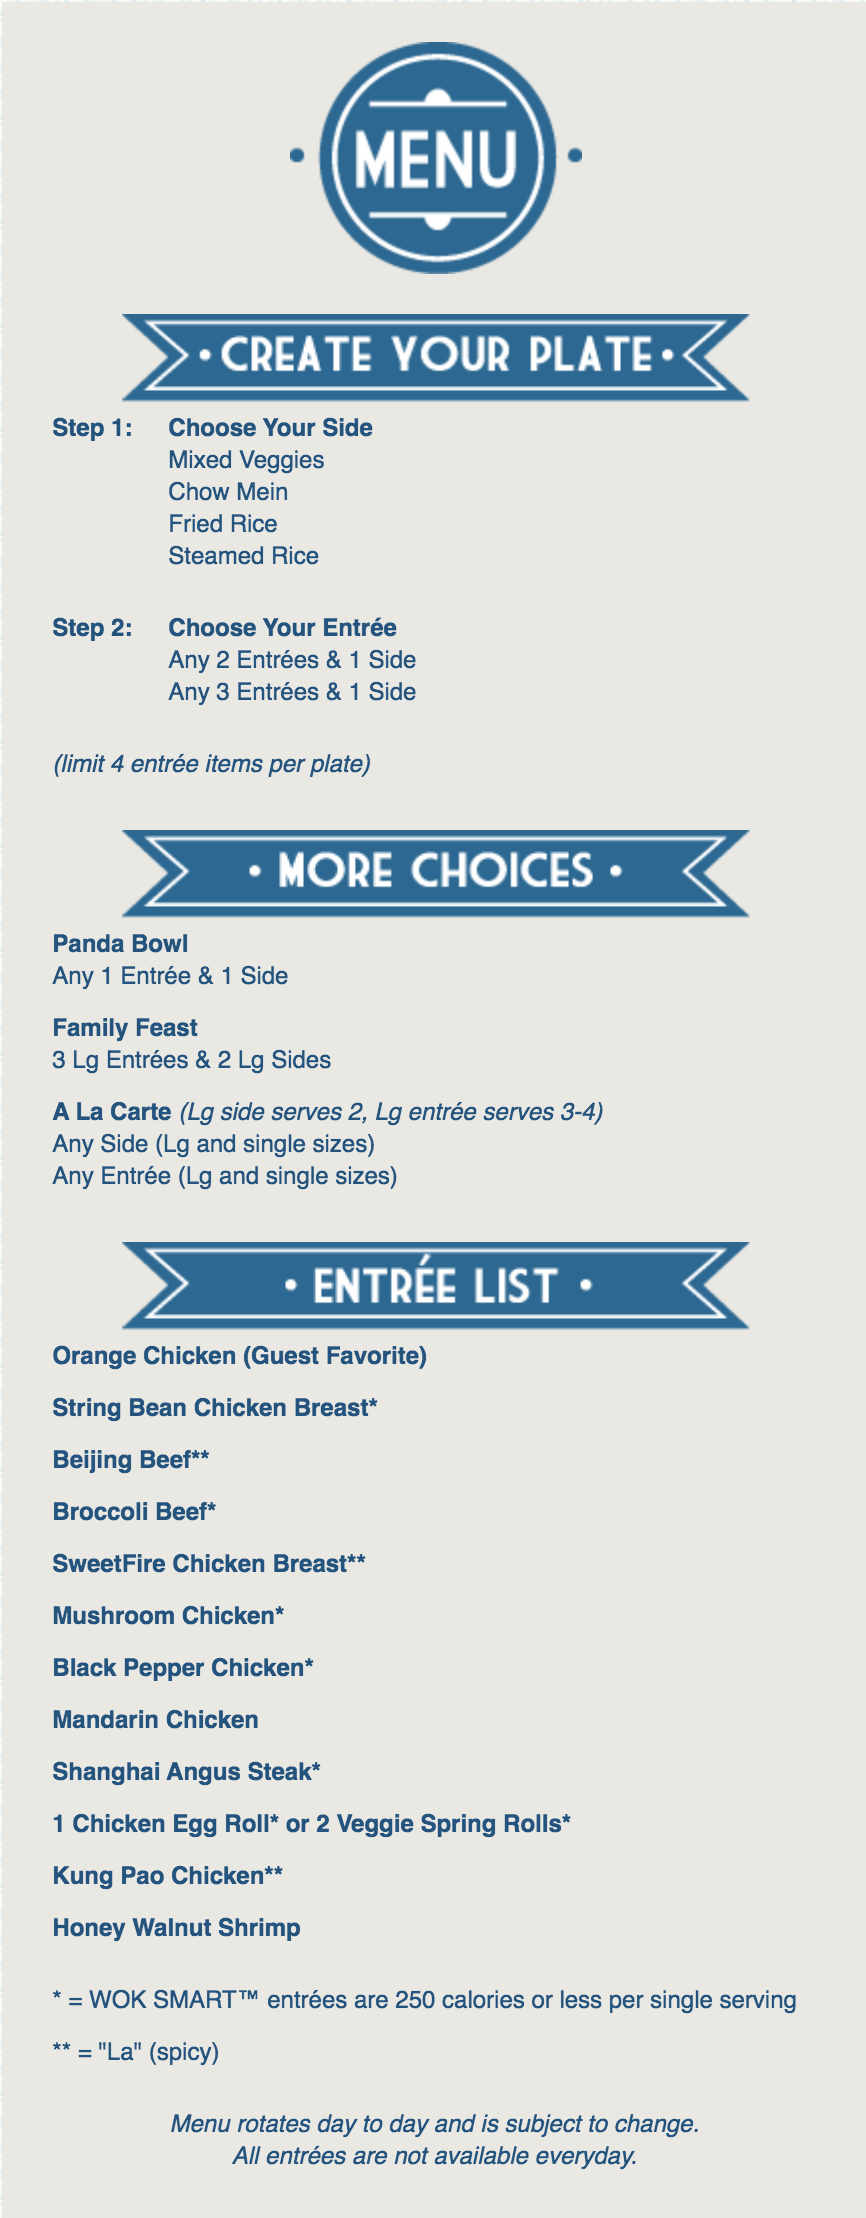 MENU
• CREATE YOUR PLATE •
Step 1: Choose Your Side
Mixed Veggies
Chow Mein
Fried Rice
Steamed Rice
Step 2: Choose Your Entrée
Any 2 Entrées & 1 Side
Any 3 Entrées & 1 Side
(limit 4 entrée items per plate)
• MORE CHOICES •
Panda Bowl
Any 1 Entrée & 1 Side
Family Feast
3 Lg Entrées & 2 Lg Sides
A La Carte (Lg side serves 2, Lg entrée serves 3-4)
Any Side (Lg and single sizes)
Any Entrée (Lg and single sizes)
• ENTRÉE LIST •
Orange Chicken (Guest Favorite)
String Bean Chicken Breast*
Beijing Beef**
Broccoli Beef*
SweetFire Chicken Breast**
Mushroom Chicken*
Black Pepper Chicken*
Mandarin Chicken
Shanghai Angus Steak*
1 Chicken Egg Roll* or 2 Veggie Spring Rolls*
Kung Pao Chicken**
Honey Walnut Shrimp
* = WOK SMART™ entrées are 250 calories or less per single serving
** = "La" (spicy)
Menu rotates day to day and is subject to change.
All entrées are not available everyday.